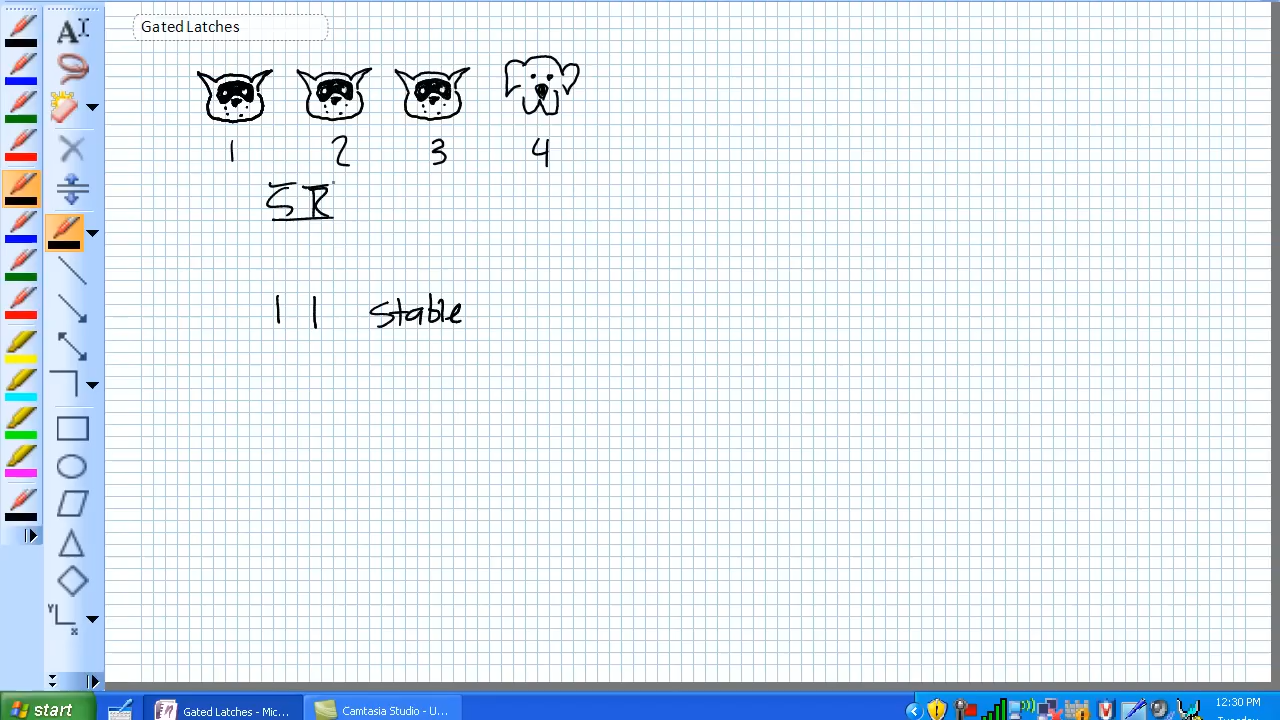 Gated Latches
1 2 3 4
S̅ R̅
1 1 stable
start
Gated Latches - Mic...
Camtasia Studio - U...
12:30 PM